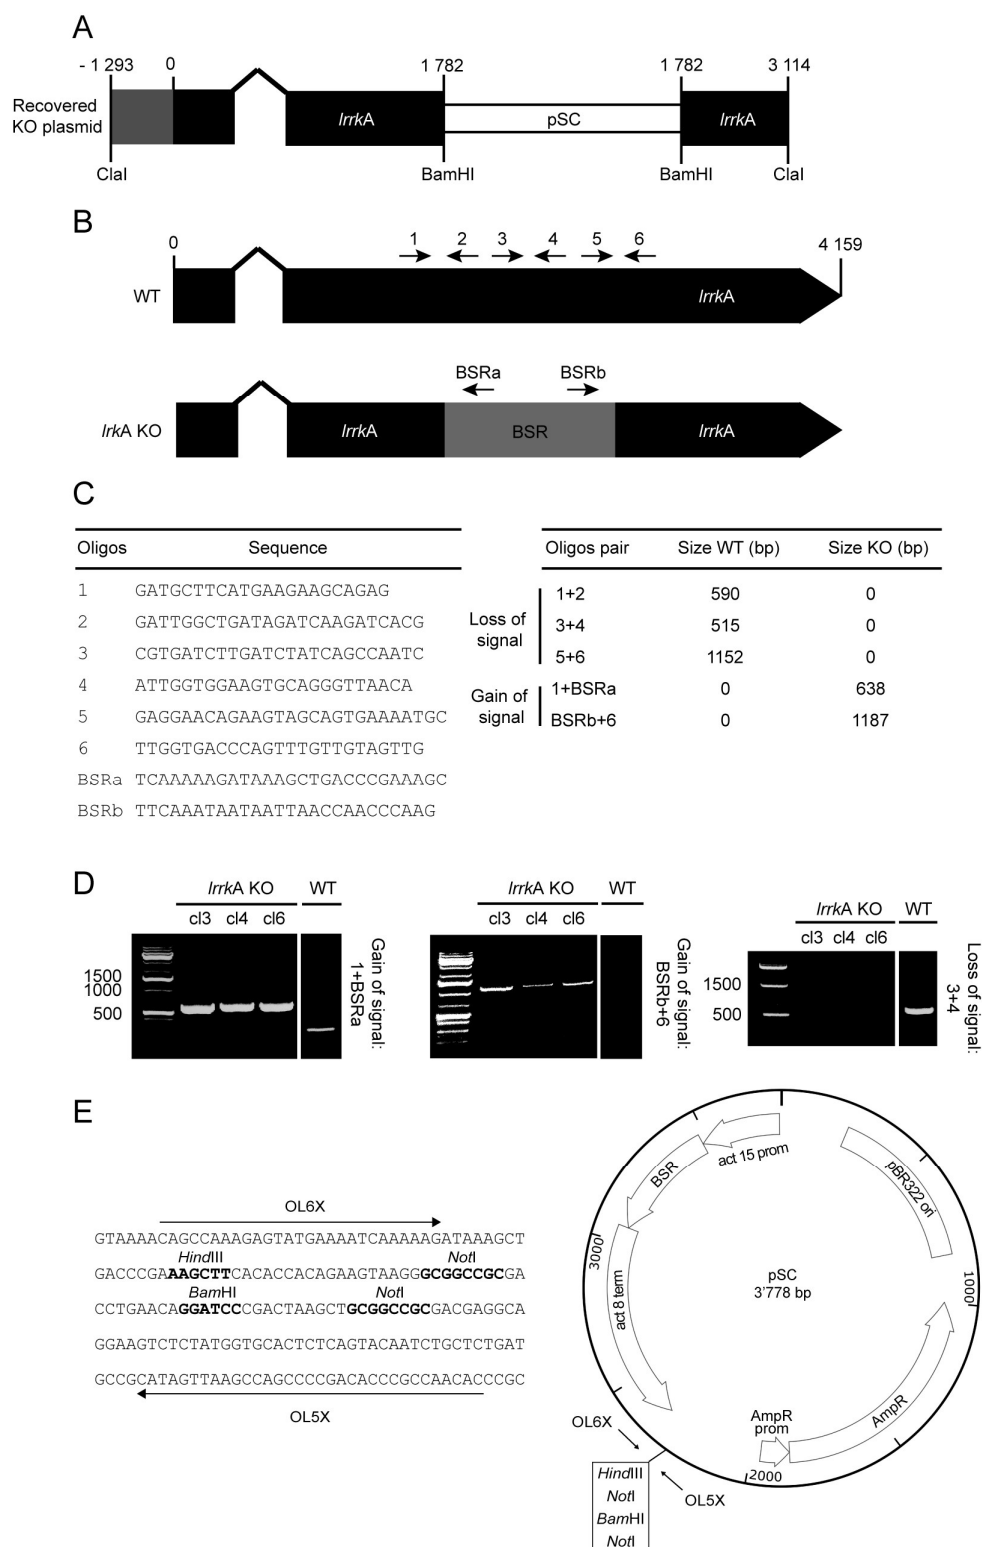 A
- 1 293 0 1 782 1 782 3 114
Recovered
KO plasmid
lrrkA pSC lrrkA
ClaI BamHI BamHI ClaI
B
0 1 2 3 4 5 6 4 159
WT lrrkA
BSRa BSRb
lrkA KO lrrkA BSR lrrkA
C
Oligos Sequence
1 GATGCTTCATGAAGAAGCAGAG
2 GATTGGCTGATAGATCAAGATCACG
3 CGTGATCTTGATCTATCAGCCAATC
4 ATTGGTGGAAGTGCAGGGTTAACA
5 GAGGAACAGAAGTAGCAGTGAAAATGC
6 TTGGTGACCCAGTTTGTTGTAGTTG
BSRa TCAAAAAGATAAAGCTGACCCGAAAGC
BSRb TTCAAATAATAATTAACCAACCCAAG
Oligos pair Size WT (bp) Size KO (bp)
Loss of
signal
1+2 590 0
3+4 515 0
5+6 1152 0
Gain of
signal
1+BSRa 0 638
BSRb+6 0 1187
D
lrrkA KO WT
cl3 cl4 cl6
1500
1000
500
Gain of signal:
1+BSRa
lrrkA KO WT
cl3 cl4 cl6
Gain of signal:
BSRb+6
lrrkA KO WT
cl3 cl4 cl6
1500
500
Loss of signal:
3+4
E
OL6X
GTAAAACAGCCAAAGAGTATGAAAATCAAAAAGATAAAGCT
HindIII NotI
GACCCGAAAGCTTCACACCACAGAAGTAAGGGCGGCCGCGA
BamHI NotI
CCTGAACAGGATCCCGACTAAGCTGCGGCCGCGACGAGGCA
GGAAGTCTCTATGGTGCACTCTCAGTACAATCTGCTCTGAT
GCCGCATAGTTAAGCCAGCCCCGACACCCGCCAACACCCGC
OL5X
act 15 prom
BSR
pBR322 ori
3000
pSC
3'778 bp
1000
act 8 term
AmpR
AmpR
prom
2000
OL6X
OL5X
HindIII
NotI
BamHI
NotI